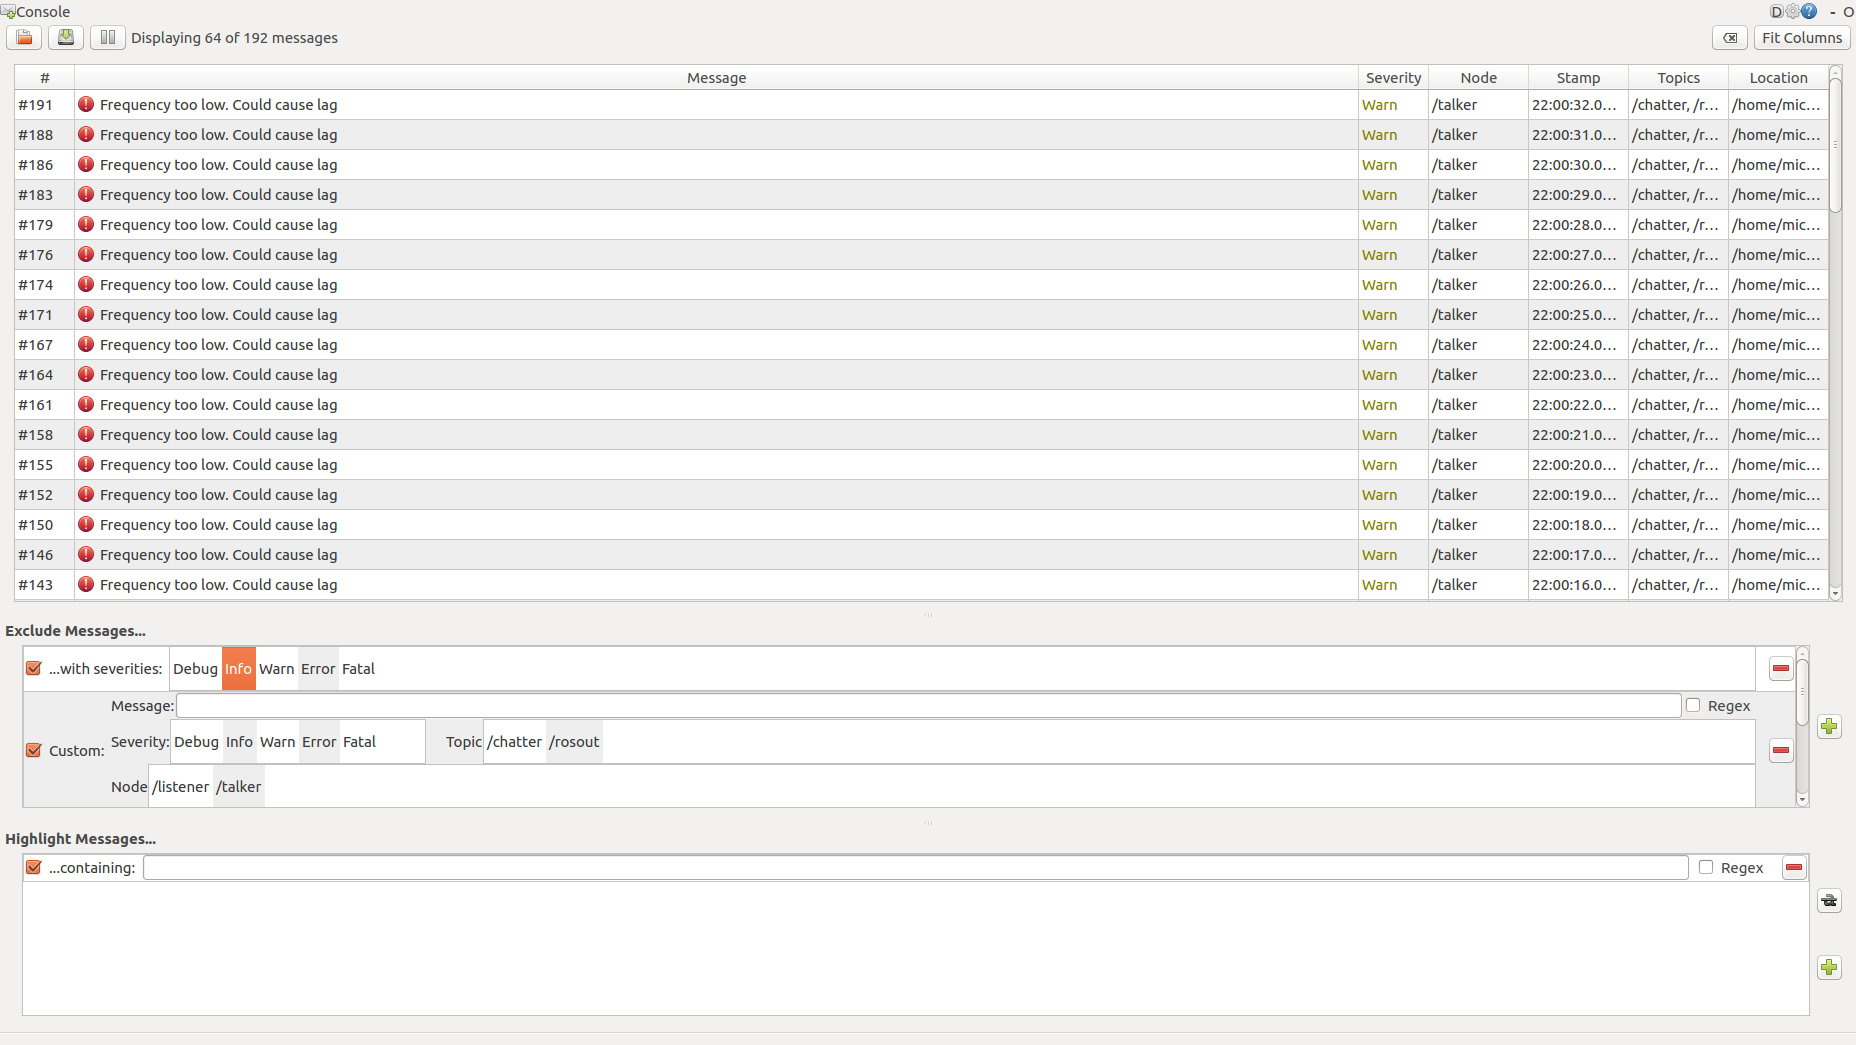 Console D ? - O
Displaying 64 of 192 messages Fit Columns
# Message Severity Node Stamp Topics Location
#191 Frequency too low. Could cause lag Warn /talker 22:00:32.0... /chatter, /r... /home/mic...
#188 Frequency too low. Could cause lag Warn /talker 22:00:31.0... /chatter, /r... /home/mic...
#186 Frequency too low. Could cause lag Warn /talker 22:00:30.0... /chatter, /r... /home/mic...
#183 Frequency too low. Could cause lag Warn /talker 22:00:29.0... /chatter, /r... /home/mic...
#179 Frequency too low. Could cause lag Warn /talker 22:00:28.0... /chatter, /r... /home/mic...
#176 Frequency too low. Could cause lag Warn /talker 22:00:27.0... /chatter, /r... /home/mic...
#174 Frequency too low. Could cause lag Warn /talker 22:00:26.0... /chatter, /r... /home/mic...
#171 Frequency too low. Could cause lag Warn /talker 22:00:25.0... /chatter, /r... /home/mic...
#167 Frequency too low. Could cause lag Warn /talker 22:00:24.0... /chatter, /r... /home/mic...
#164 Frequency too low. Could cause lag Warn /talker 22:00:23.0... /chatter, /r... /home/mic...
#161 Frequency too low. Could cause lag Warn /talker 22:00:22.0... /chatter, /r... /home/mic...
#158 Frequency too low. Could cause lag Warn /talker 22:00:21.0... /chatter, /r... /home/mic...
#155 Frequency too low. Could cause lag Warn /talker 22:00:20.0... /chatter, /r... /home/mic...
#152 Frequency too low. Could cause lag Warn /talker 22:00:19.0... /chatter, /r... /home/mic...
#150 Frequency too low. Could cause lag Warn /talker 22:00:18.0... /chatter, /r... /home/mic...
#146 Frequency too low. Could cause lag Warn /talker 22:00:17.0... /chatter, /r... /home/mic...
#143 Frequency too low. Could cause lag Warn /talker 22:00:16.0... /chatter, /r... /home/mic...
Exclude Messages...
...with severities: Debug Info Warn Error Fatal
Message: Regex
Custom: Severity: Debug Info Warn Error Fatal Topic /chatter /rosout
Node /listener /talker
Highlight Messages...
...containing: Regex